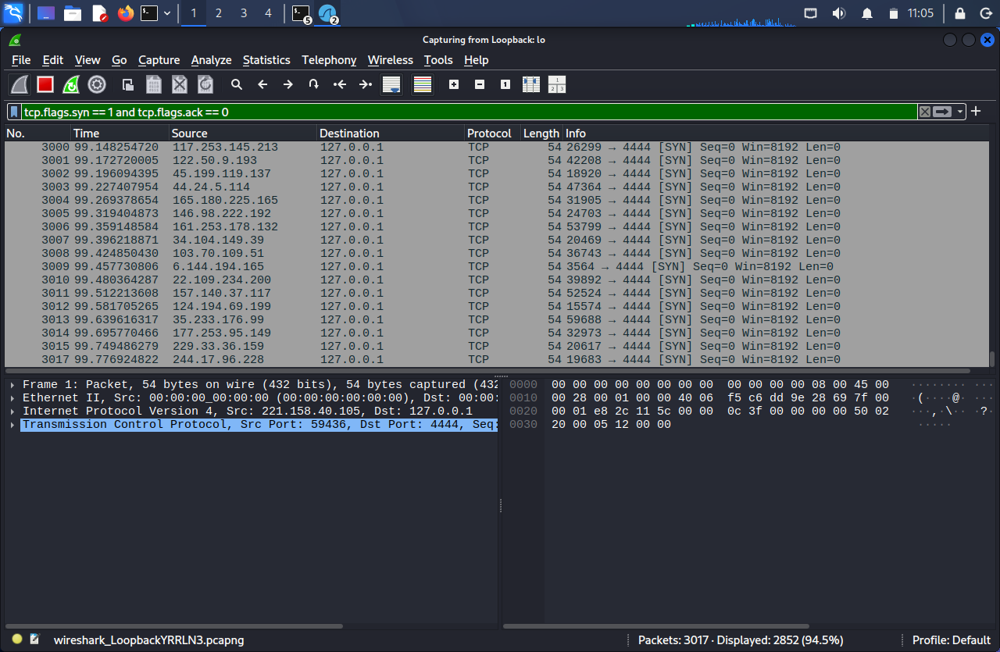 1 2 3 4 5 2 11:05
Capturing from Loopback: lo
File Edit View Go Capture Analyze Statistics Telephony Wireless Tools Help
1 1 2 3
tcp.flags.syn == 1 and tcp.flags.ack == 0
No. Time Source Destination Protocol Length Info
3000 99.148254720 117.253.145.213 127.0.0.1 TCP 54 26299 → 4444 [SYN] Seq=0 Win=8192 Len=0
3001 99.172720005 122.50.9.193 127.0.0.1 TCP 54 42208 → 4444 [SYN] Seq=0 Win=8192 Len=0
3002 99.196094395 45.199.119.137 127.0.0.1 TCP 54 18920 → 4444 [SYN] Seq=0 Win=8192 Len=0
3003 99.227407954 44.24.5.114 127.0.0.1 TCP 54 47364 → 4444 [SYN] Seq=0 Win=8192 Len=0
3004 99.269378654 165.180.225.165 127.0.0.1 TCP 54 31905 → 4444 [SYN] Seq=0 Win=8192 Len=0
3005 99.319404873 146.98.222.192 127.0.0.1 TCP 54 24703 → 4444 [SYN] Seq=0 Win=8192 Len=0
3006 99.359148584 161.253.178.132 127.0.0.1 TCP 54 53799 → 4444 [SYN] Seq=0 Win=8192 Len=0
3007 99.396218871 34.104.149.39 127.0.0.1 TCP 54 20469 → 4444 [SYN] Seq=0 Win=8192 Len=0
3008 99.424850430 103.70.109.51 127.0.0.1 TCP 54 36743 → 4444 [SYN] Seq=0 Win=8192 Len=0
3009 99.457730806 6.144.194.165 127.0.0.1 TCP 54 3564 → 4444 [SYN] Seq=0 Win=8192 Len=0
3010 99.480364287 22.109.234.200 127.0.0.1 TCP 54 39892 → 4444 [SYN] Seq=0 Win=8192 Len=0
3011 99.512213608 157.140.37.117 127.0.0.1 TCP 54 52524 → 4444 [SYN] Seq=0 Win=8192 Len=0
3012 99.581705265 124.194.69.199 127.0.0.1 TCP 54 15574 → 4444 [SYN] Seq=0 Win=8192 Len=0
3013 99.639616317 35.233.176.99 127.0.0.1 TCP 54 59688 → 4444 [SYN] Seq=0 Win=8192 Len=0
3014 99.695770466 177.253.95.149 127.0.0.1 TCP 54 32973 → 4444 [SYN] Seq=0 Win=8192 Len=0
3015 99.749486279 229.33.36.159 127.0.0.1 TCP 54 20617 → 4444 [SYN] Seq=0 Win=8192 Len=0
3017 99.776924822 244.17.96.228 127.0.0.1 TCP 54 19683 → 4444 [SYN] Seq=0 Win=8192 Len=0
Frame 1: Packet, 54 bytes on wire (432 bits), 54 bytes captured (432
Ethernet II, Src: 00:00:00_00:00:00 (00:00:00:00:00:00), Dst: 00:00:
Internet Protocol Version 4, Src: 221.158.40.105, Dst: 127.0.0.1
Transmission Control Protocol, Src Port: 59436, Dst Port: 4444, Seq:
0000 00 00 00 00 00 00 00 00 00 00 00 00 08 00 45 00 ········ ···
0010 00 28 00 01 00 00 40 06 f5 c6 dd 9e 28 69 7f 00 ·(····@· ····
0020 00 01 e8 2c 11 5c 00 00 0c 3f 00 00 00 00 50 02 ···,·\·· ·?··
0030 20 00 05 12 00 00 ·····
wireshark_LoopbackYRRLN3.pcapng
Packets: 3017 · Displayed: 2852 (94.5%)
Profile: Default